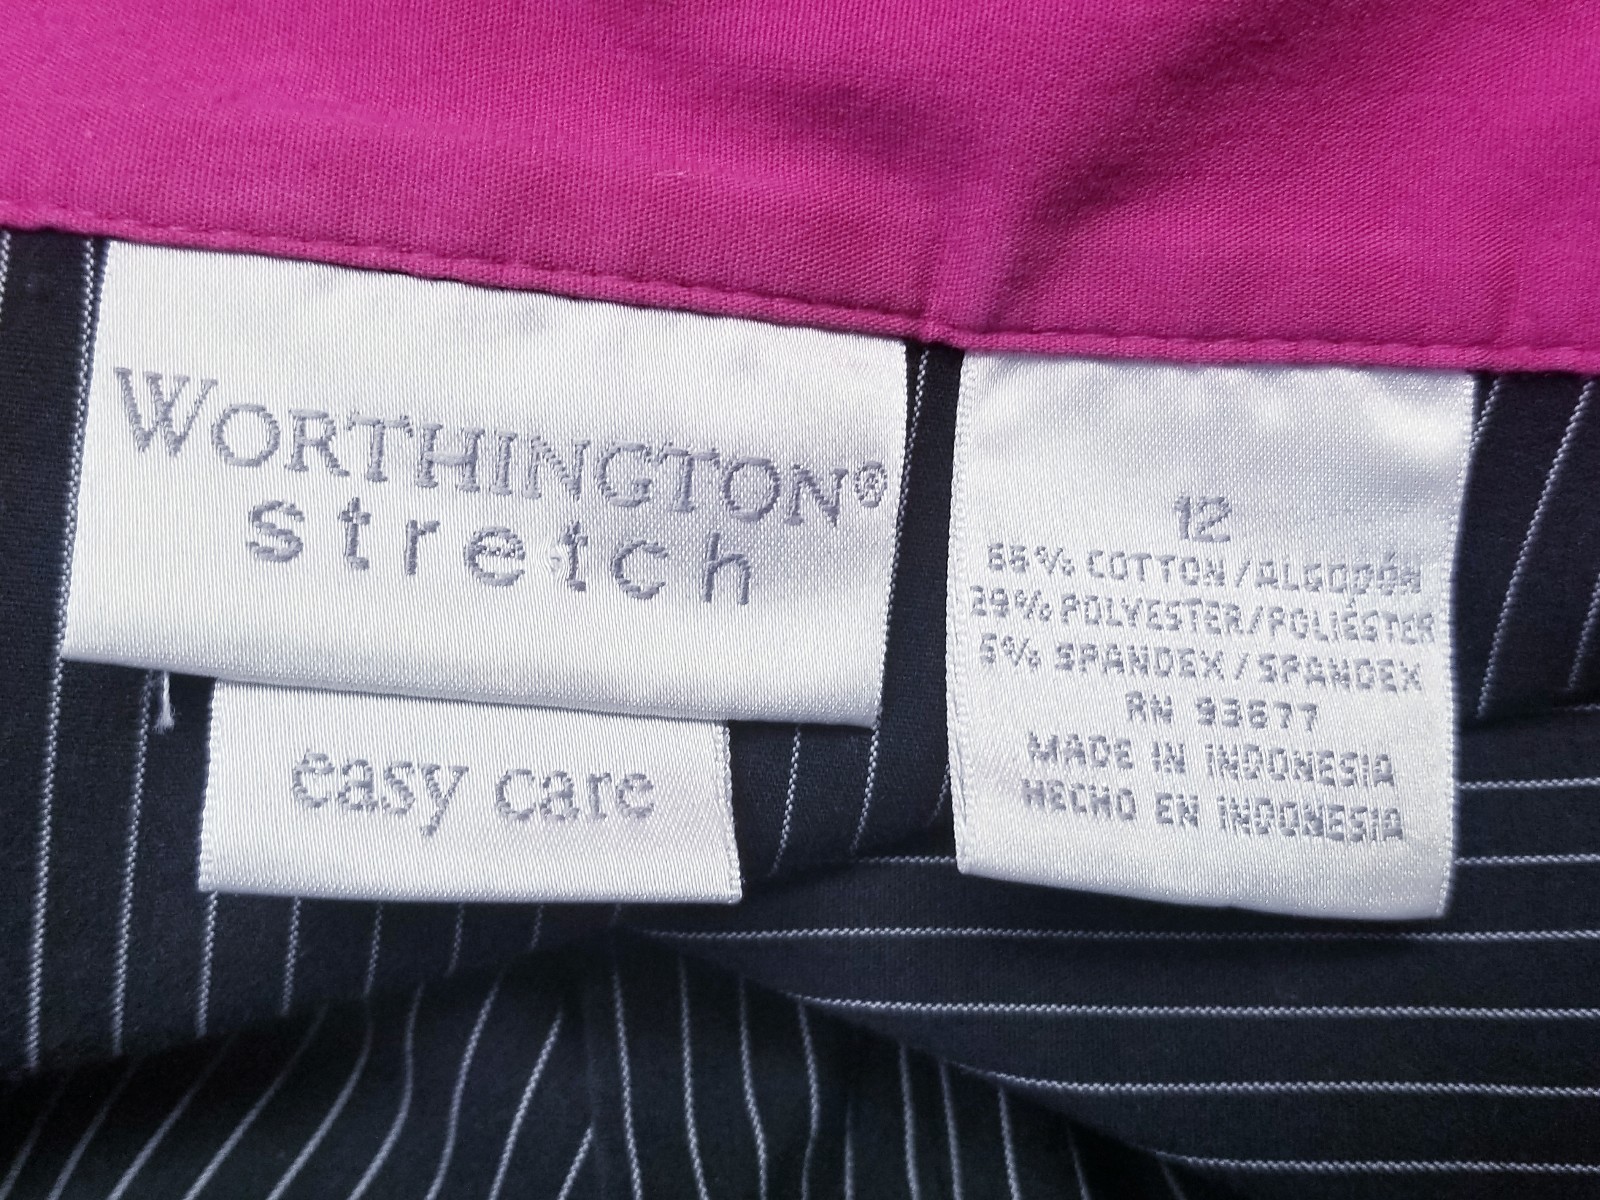 WORTHINGTON®
stretch
easy care
12
66% COTTON/ALGODÓN
29% POLYESTER/POLIÉSTER
5% SPANDEX/SPANDEX
RN 93677
MADE IN INDONESIA
HECHO EN INDONESIA